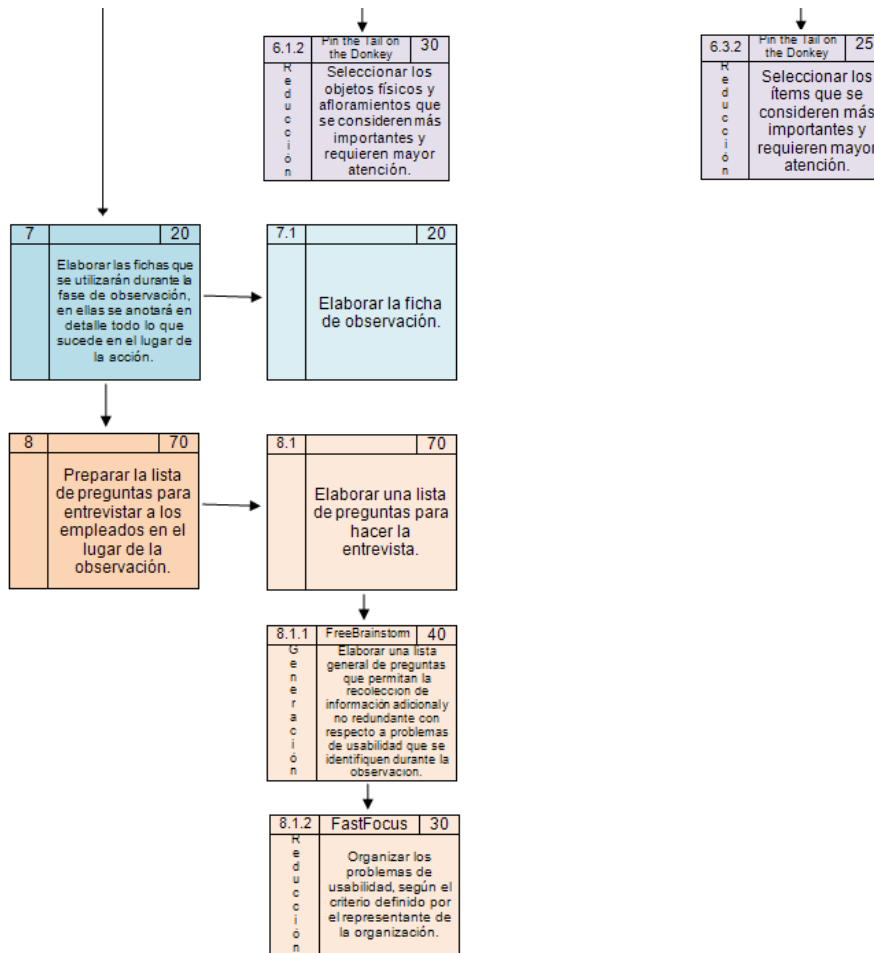 6.1.2 Pin the Tail on the Donkey 30
Reducción
Seleccionar los
objetos físicos y
afloramientos que
se consideren más
importantes y
requieren mayor
atención.
6.3.2 Pin the Tail on the Donkey 25
Reducción
Seleccionar los
ítems que se
consideren más
importantes y
requieren mayor
atención.
7 20
Elaborar las fichas que
se utilizarán durante la
fase de observación,
en ellas se anotará en
detalle todo lo que
sucede en el lugar de
la acción.
7.1 20
Elaborar la ficha
de observación.
8 70
Preparar la lista
de preguntas para
entrevistar a los
empleados en el
lugar de la
observación.
8.1 70
Elaborar una lista
de preguntas para
hacer la
entrevista.
8.1.1 FreeBrainstorm 40
Generación
Elaborar una lista
general de preguntas
que permitan la
recoleccion de
información adicional y
no redundante con
respecto a problemas
de usabilidad que se
identifiquen durante la
observacion.
8.1.2 FastFocus 30
Reducción
Organizar los
problemas de
usabilidad, según el
criterio definido por
el representante de
la organización.